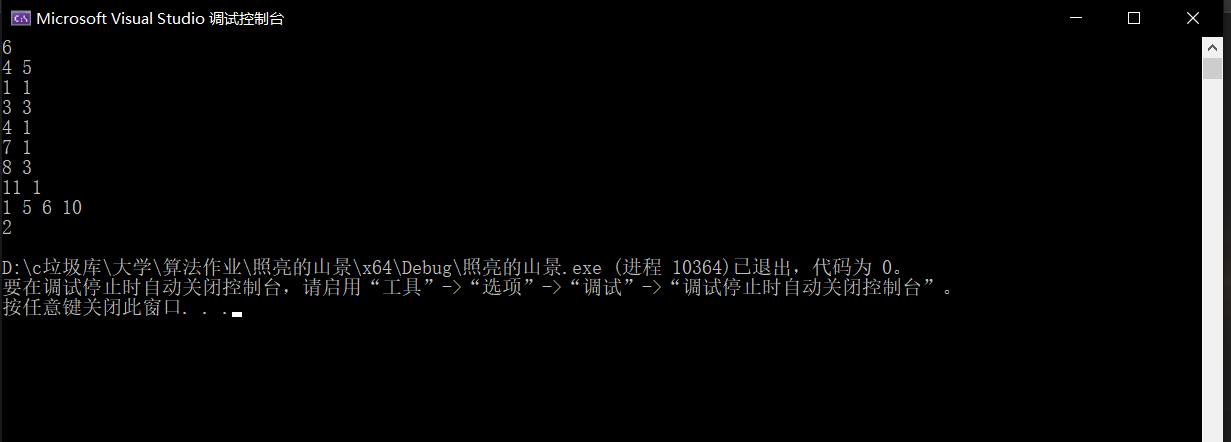 Microsoft Visual Studio 调试控制台
6
4 5
1 1
3 3
4 1
7 1
8 3
11 1
1 5 6 10
2
D:\c垃圾库\大学\算法作业\照亮的山景\x64\Debug\照亮的山景.exe (进程 10364)已退出，代码为 0。
要在调试停止时自动关闭控制台，请启用“工具”->“选项”->“调试”->“调试停止时自动关闭控制台”。
按任意键关闭此窗口. . .